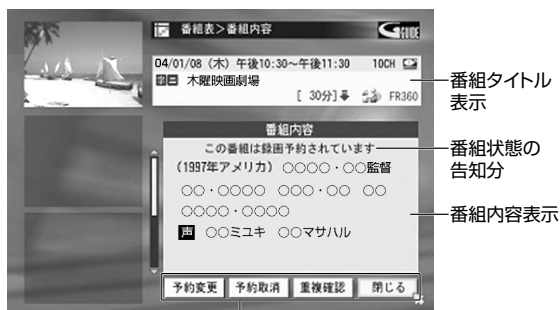 番組表>番組内容
GGUIDE
04/01/08（木）午後10:30～午後11:30 10CH
木曜映画劇場
[ 30分] FR360
番組内容
この番組は録画予約されています
（1997年アメリカ）○○○○・○○監督
○○・○○○○ ○○○・○○ ○○
○○○○・○○○○
声 ○○ミユキ ○○マサハル
予約変更 予約取消 重複確認 閉じる
番組タイトル
表示
番組状態の
告知分
番組内容表示